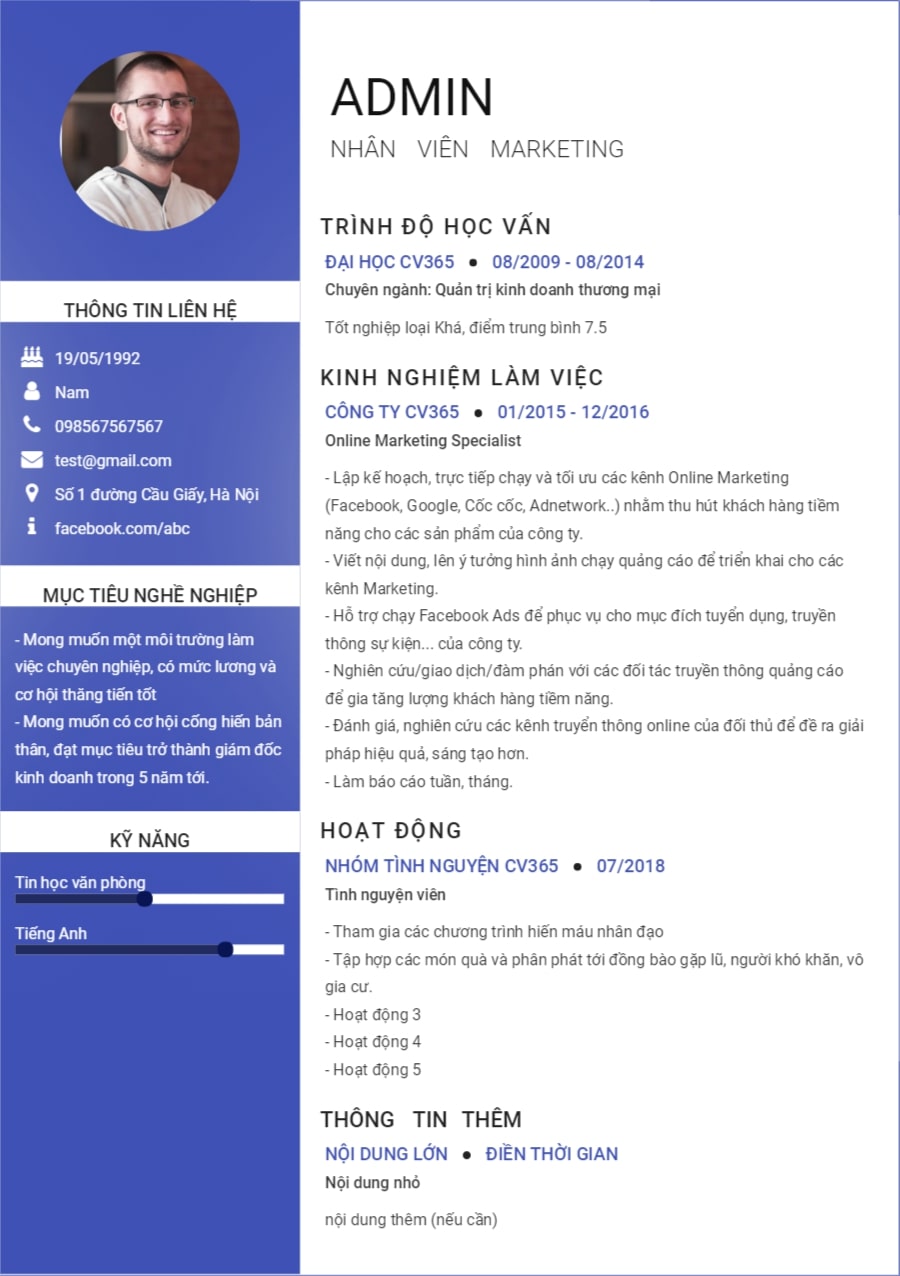 ADMIN
NHÂN VIÊN MARKETING
THÔNG TIN LIÊN HỆ
19/05/1992
Nam
098567567567
test@gmail.com
Số 1 đường Cầu Giấy, Hà Nội
facebook.com/abc
MỤC TIÊU NGHỀ NGHIỆP
- Mong muốn một môi trường làm
việc chuyên nghiệp, có mức lương và
cơ hội thăng tiến tốt
- Mong muốn có cơ hội cống hiến bản
thân, đạt mục tiêu trở thành giám đốc
kinh doanh trong 5 năm tới.
KỸ NĂNG
Tin học văn phòng
Tiếng Anh
TRÌNH ĐỘ HỌC VẤN
ĐẠI HỌC CV365 • 08/2009 - 08/2014
Chuyên ngành: Quản trị kinh doanh thương mại
Tốt nghiệp loại Khá, điểm trung bình 7.5
KINH NGHIỆM LÀM VIỆC
CÔNG TY CV365 • 01/2015 - 12/2016
Online Marketing Specialist
- Lập kế hoạch, trực tiếp chạy và tối ưu các kênh Online Marketing
(Facebook, Google, Cốc cốc, Adnetwork..) nhằm thu hút khách hàng tiềm
năng cho các sản phẩm của công ty.
- Viết nội dung, lên ý tưởng hình ảnh chạy quảng cáo để triển khai cho các
kênh Marketing.
- Hỗ trợ chạy Facebook Ads để phục vụ cho mục đích tuyển dụng, truyền
thông sự kiện... của công ty.
- Nghiên cứu/giao dịch/đàm phán với các đối tác truyền thông quảng cáo
để gia tăng lượng khách hàng tiềm năng.
- Đánh giá, nghiên cứu các kênh truyển thông online của đối thủ để đề ra giải
pháp hiệu quả, sáng tạo hơn.
- Làm báo cáo tuần, tháng.
HOẠT ĐỘNG
NHÓM TÌNH NGUYỆN CV365 • 07/2018
Tình nguyện viên
- Tham gia các chương trình hiến máu nhân đạo
- Tập hợp các món quà và phân phát tới đồng bào gặp lũ, người khó khăn, vô
gia cư.
- Hoạt động 3
- Hoạt động 4
- Hoạt động 5
THÔNG TIN THÊM
NỘI DUNG LỚN • ĐIỀN THỜI GIAN
Nội dung nhỏ
nội dung thêm (nếu cần)